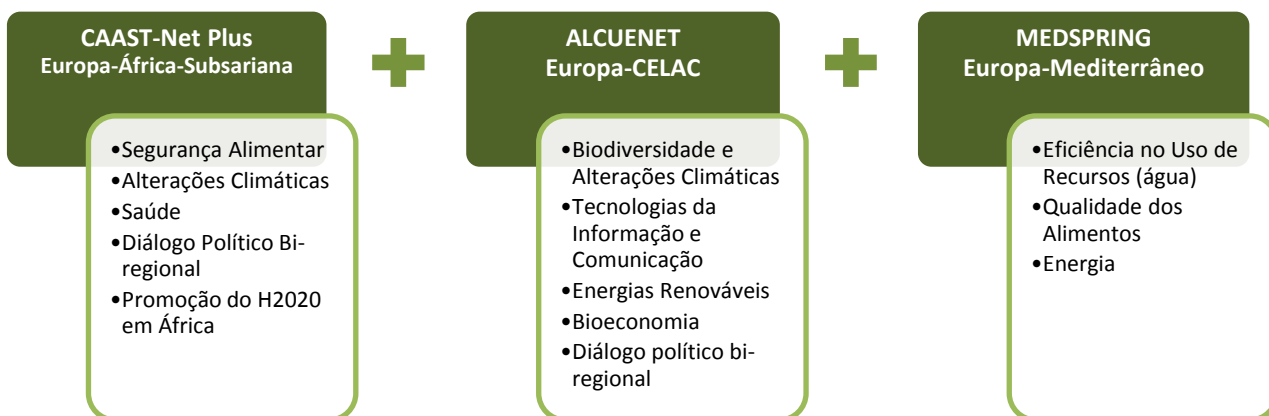 CAAST-Net Plus
Europa-África-Subsariana
•Segurança Alimentar
•Alterações Climáticas
•Saúde
•Diálogo Político Bi-
regional
•Promoção do H2020
em África
ALCUENET
Europa-CELAC
•Biodiversidade e
Alterações Climáticas
•Tecnologias da
Informação e
Comunicação
•Energias Renováveis
•Bioeconomia
•Diálogo político bi-
regional
MEDSPRING
Europa-Mediterrâneo
•Eficiência no Uso de
Recursos (água)
•Qualidade dos
Alimentos
•Energia